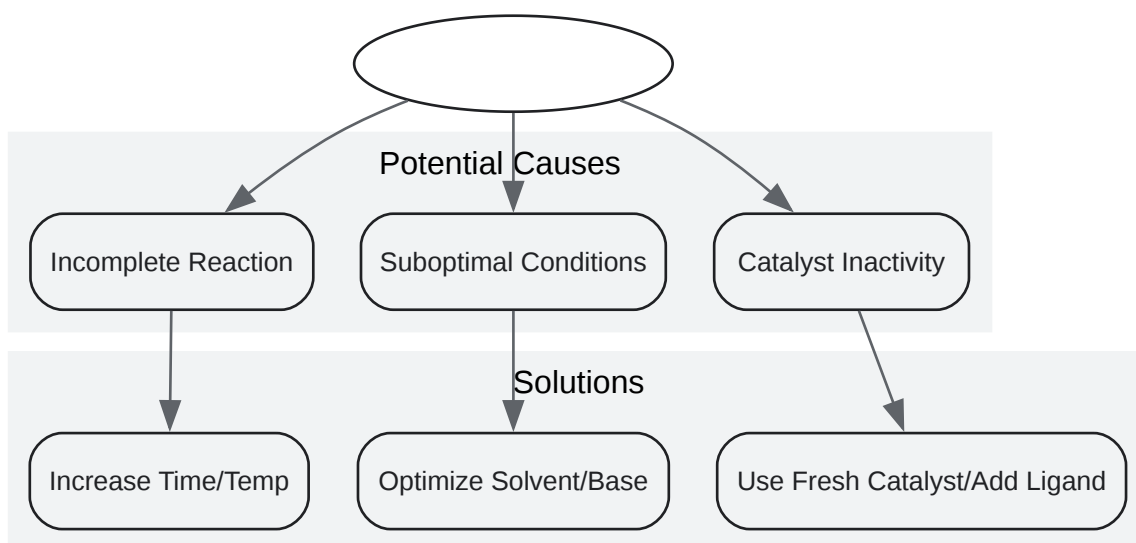 Potential Causes
Incomplete Reaction
Suboptimal Conditions
Catalyst Inactivity
Solutions
Increase Time/Temp
Optimize Solvent/Base
Use Fresh Catalyst/Add Ligand